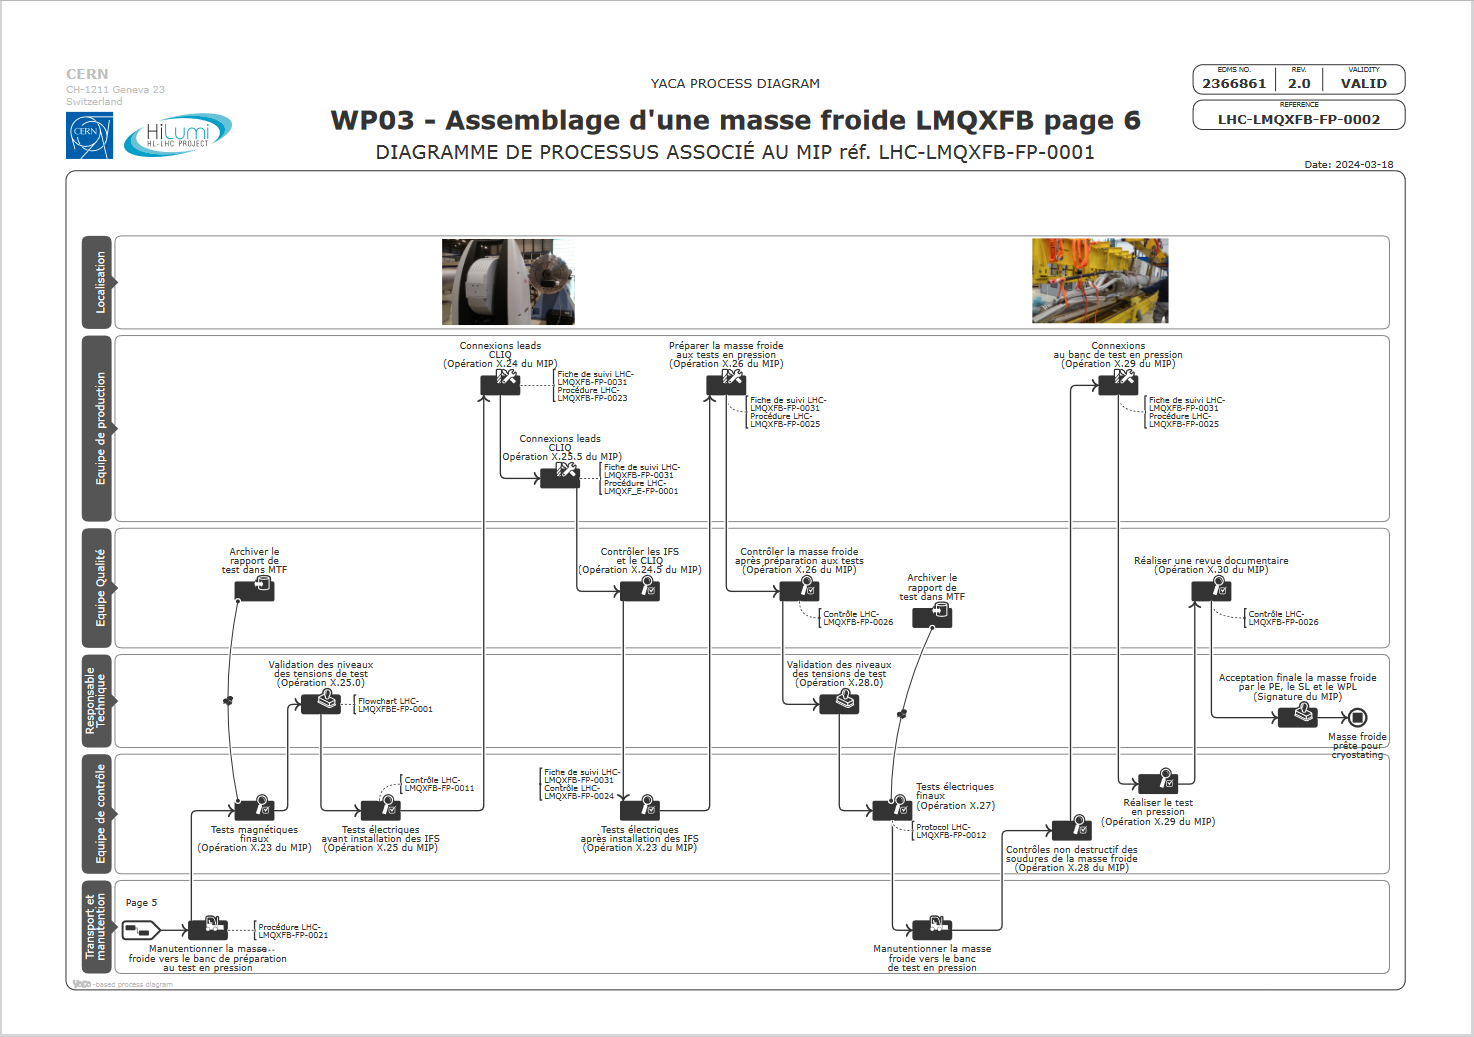 CERN
CH-1211 Geneva 23
Switzerland
CERN
HiLumi
HL-LHC PROJECT
YACA PROCESS DIAGRAM
WP03 - Assemblage d'une masse froide LMQXFB page 6
DIAGRAMME DE PROCESSUS ASSOCIÉ AU MIP réf. LHC-LMQXFB-FP-0001
EDMS NO.
REV.
VALIDITY
2366861
2.0
VALID
REFERENCE
LHC-LMQXFB-FP-0002
Date: 2024-03-18
Localisation
Equipe de production
Connexions leads
CLIQ
(Opération X.24 du MIP)
Fiche de suivi LHC-
LMQXFB-FP-0031
Procédure LHC-
LMQXFB-FP-0023
Connexions leads
CLIQ
Opération X.25.5 du MIP)
Fiche de suivi LHC-
LMQXFB-FP-0031
Procédure LHC-
LMQXF_E-FP-0001
Préparer la masse froide
aux tests en pression
(Opération X.26 du MIP)
Fiche de suivi LHC-
LMQXFB-FP-0031
Procédure LHC-
LMQXFB-FP-0025
Connexions
au banc de test en pression
(Opération X.29 du MIP)
Fiche de suivi LHC-
LMQXFB-FP-0031
Procédure LHC-
LMQXFB-FP-0025
Equipe Qualité
Archiver le
rapport de
test dans MTF
Contrôler les IFS
et le CLIQ
(Opération X.24.5 du MIP)
Contrôler la masse froide
après préparation aux tests
(Opération X.26 du MIP)
Contrôle LHC-
LMQXFB-FP-0026
Archiver le
rapport de
test dans MTF
Réaliser une revue documentaire
(Opération X.30 du MIP)
Contrôle LHC-
LMQXFB-FP-0026
Responsable
Technique
Validation des niveaux
des tensions de test
(Opération X.25.0)
Flowchart LHC-
LMQXFBE-FP-0001
Validation des niveaux
des tensions de test
(Opération X.28.0)
Acceptation finale la masse froide
par le PE, le SL et le WPL
(Signature du MIP)
Masse froide
prête pour
cryostating
Equipe de contrôle
Tests magnétiques
finaux
(Opération X.23 du MIP)
Contrôle LHC-
LMQXFB-FP-0011
Tests électriques
avant installation des IFS
(Opération X.25 du MIP)
Fiche de suivi LHC-
LMQXFB-FP-0031
Contrôle LHC-
LMQXFB-FP-0024
Tests électriques
après installation des IFS
(Opération X.23 du MIP)
Tests électriques
finaux
(Opération X.27)
Protocol LHC-
LMQXFB-FP-0012
Contrôles non destructif des
soudures de la masse froide
(Opération X.28 du MIP)
Réaliser le test
en pression
(Opération X.29 du MIP)
Transport et
manutention
Page 5
Procédure LHC-
LMQXFB-FP-0021
Manutentionner la masse
froide vers le banc de préparation
au test en pression
Manutentionner la masse
froide vers le banc
de test en pression
yaca -based process diagram